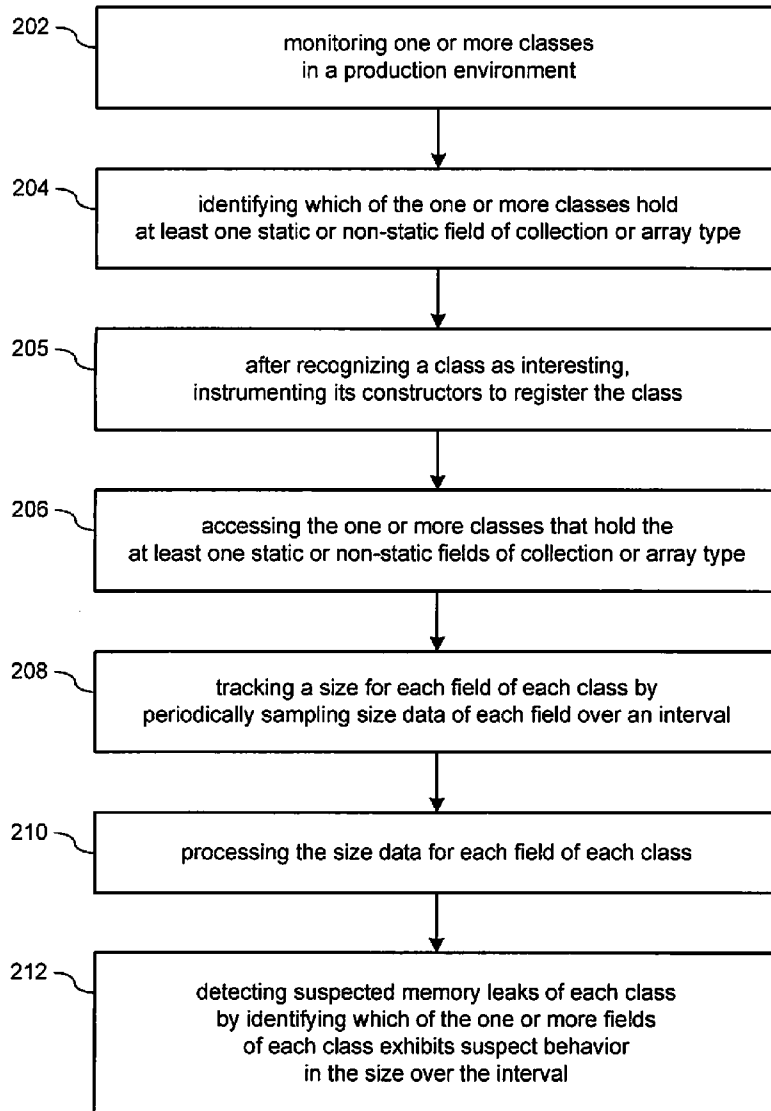 202
monitoring one or more classes
in a production environment
204
identifying which of the one or more classes hold
at least one static or non-static field of collection or array type
205
after recognizing a class as interesting,
instrumenting its constructors to register the class
206
accessing the one or more classes that hold the
at least one static or non-static fields of collection or array type
208
tracking a size for each field of each class by
periodically sampling size data of each field over an interval
210
processing the size data for each field of each class
212
detecting suspected memory leaks of each class
by identifying which of the one or more fields
of each class exhibits suspect behavior
in the size over the interval